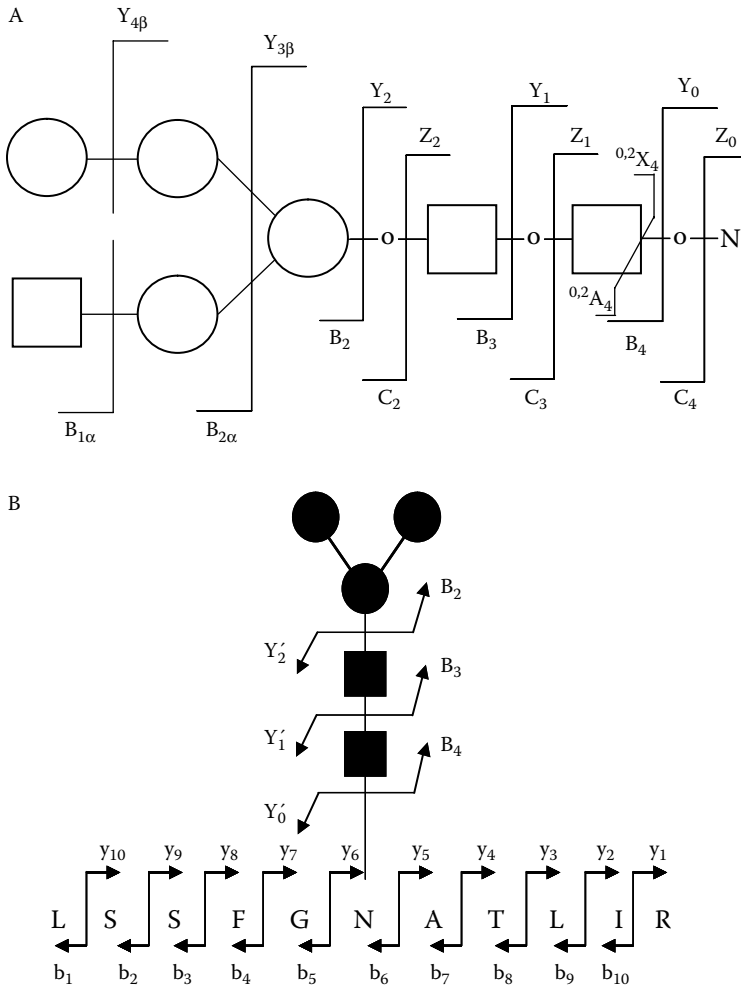 A
Y4β
Y3β
Y2 Y1 Y0
Z2 Z1 Z0
0,2X4
o o o N
0,2A4
B2 B3 B4
C2 C3 C4
B1α B2α
B
B2
Y′2
B3
Y′1
B4
Y′0
y10 y9 y8 y7 y6 y5 y4 y3 y2 y1
L S S F G N A T L I R
b1 b2 b3 b4 b5 b6 b7 b8 b9 b10